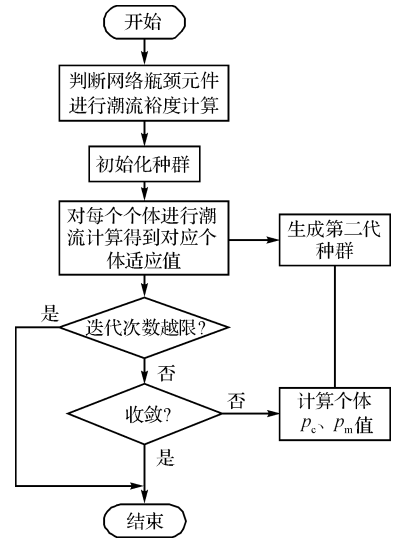 开始
判断网络瓶颈元件
进行潮流裕度计算
初始化种群
对每个个体进行潮
流计算得到对应个
体适应值
生成第二代
种群
是
迭代次数越限?
否
收敛?
否
计算个体
pc、pm值
是
结束